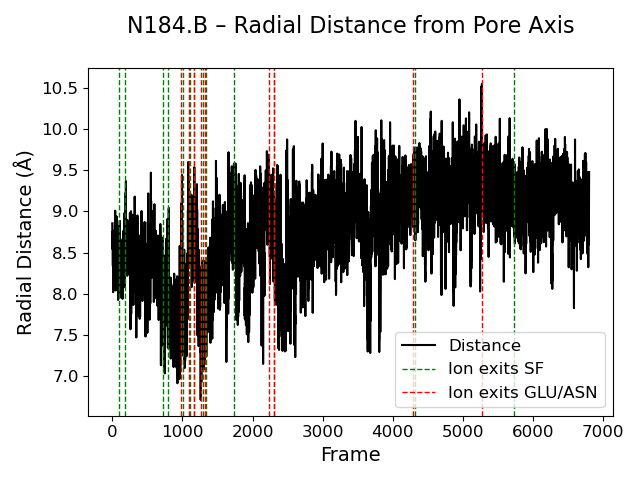 N184.B – Radial Distance from Pore Axis
Radial Distance (Å)
10.5
10.0
9.5
9.0
8.5
8.0
7.5
7.0
Distance
Ion exits SF
Ion exits GLU/ASN
0 1000 2000 3000 4000 5000 6000 7000
Frame